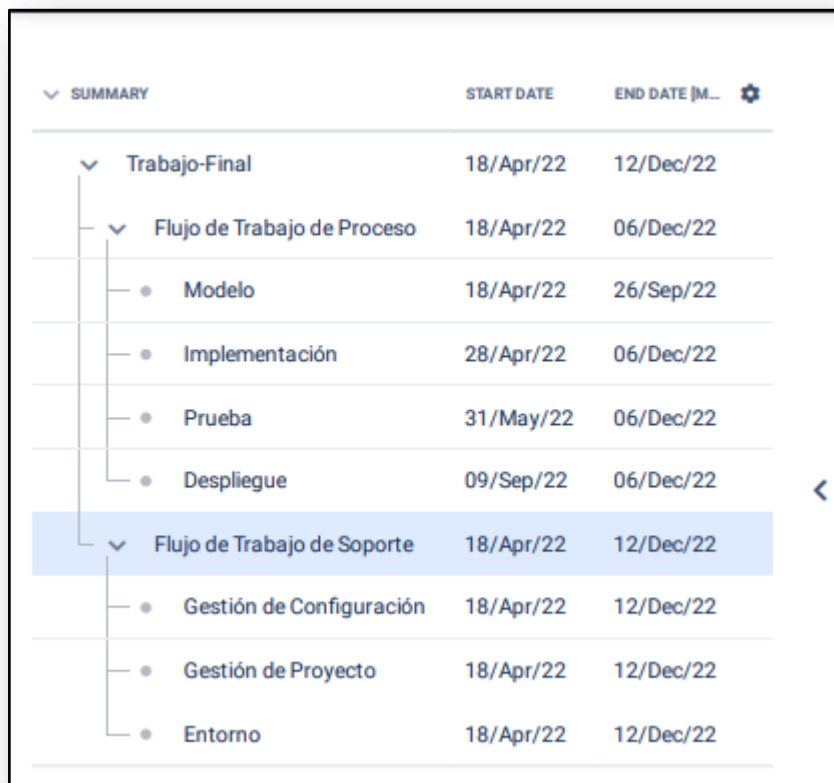 SUMMARY START DATE END DATE [M...
Trabajo-Final 18/Apr/22 12/Dec/22
Flujo de Trabajo de Proceso 18/Apr/22 06/Dec/22
Modelo 18/Apr/22 26/Sep/22
Implementación 28/Apr/22 06/Dec/22
Prueba 31/May/22 06/Dec/22
Despliegue 09/Sep/22 06/Dec/22
Flujo de Trabajo de Soporte 18/Apr/22 12/Dec/22
Gestión de Configuración 18/Apr/22 12/Dec/22
Gestión de Proyecto 18/Apr/22 12/Dec/22
Entorno 18/Apr/22 12/Dec/22